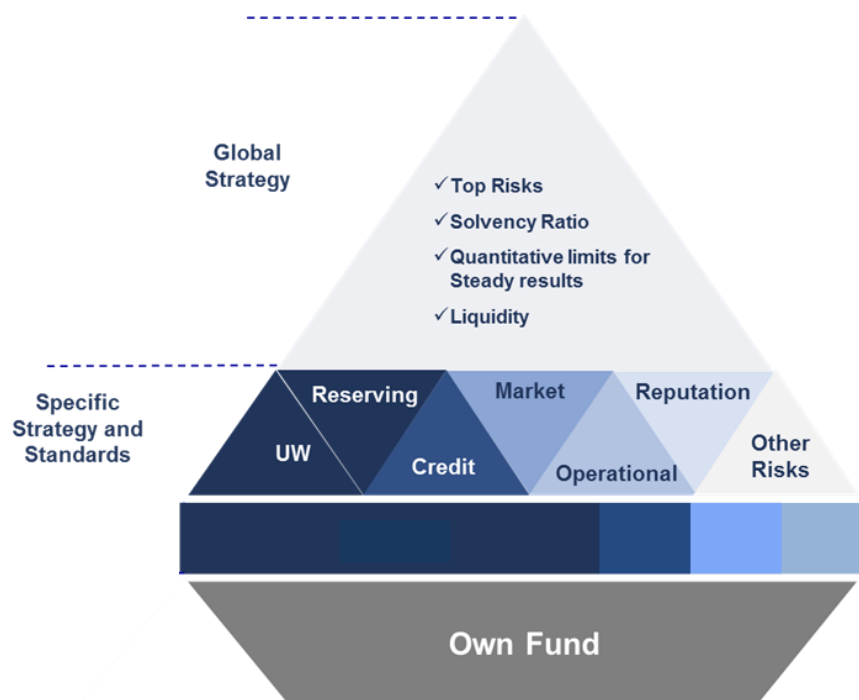 Global
Strategy
✓Top Risks
✓Solvency Ratio
✓Quantitative limits for
Steady results
✓Liquidity
Specific
Strategy and
Standards
Reserving
Market
Reputation
UW
Credit
Operational
Other
Risks
Own Fund